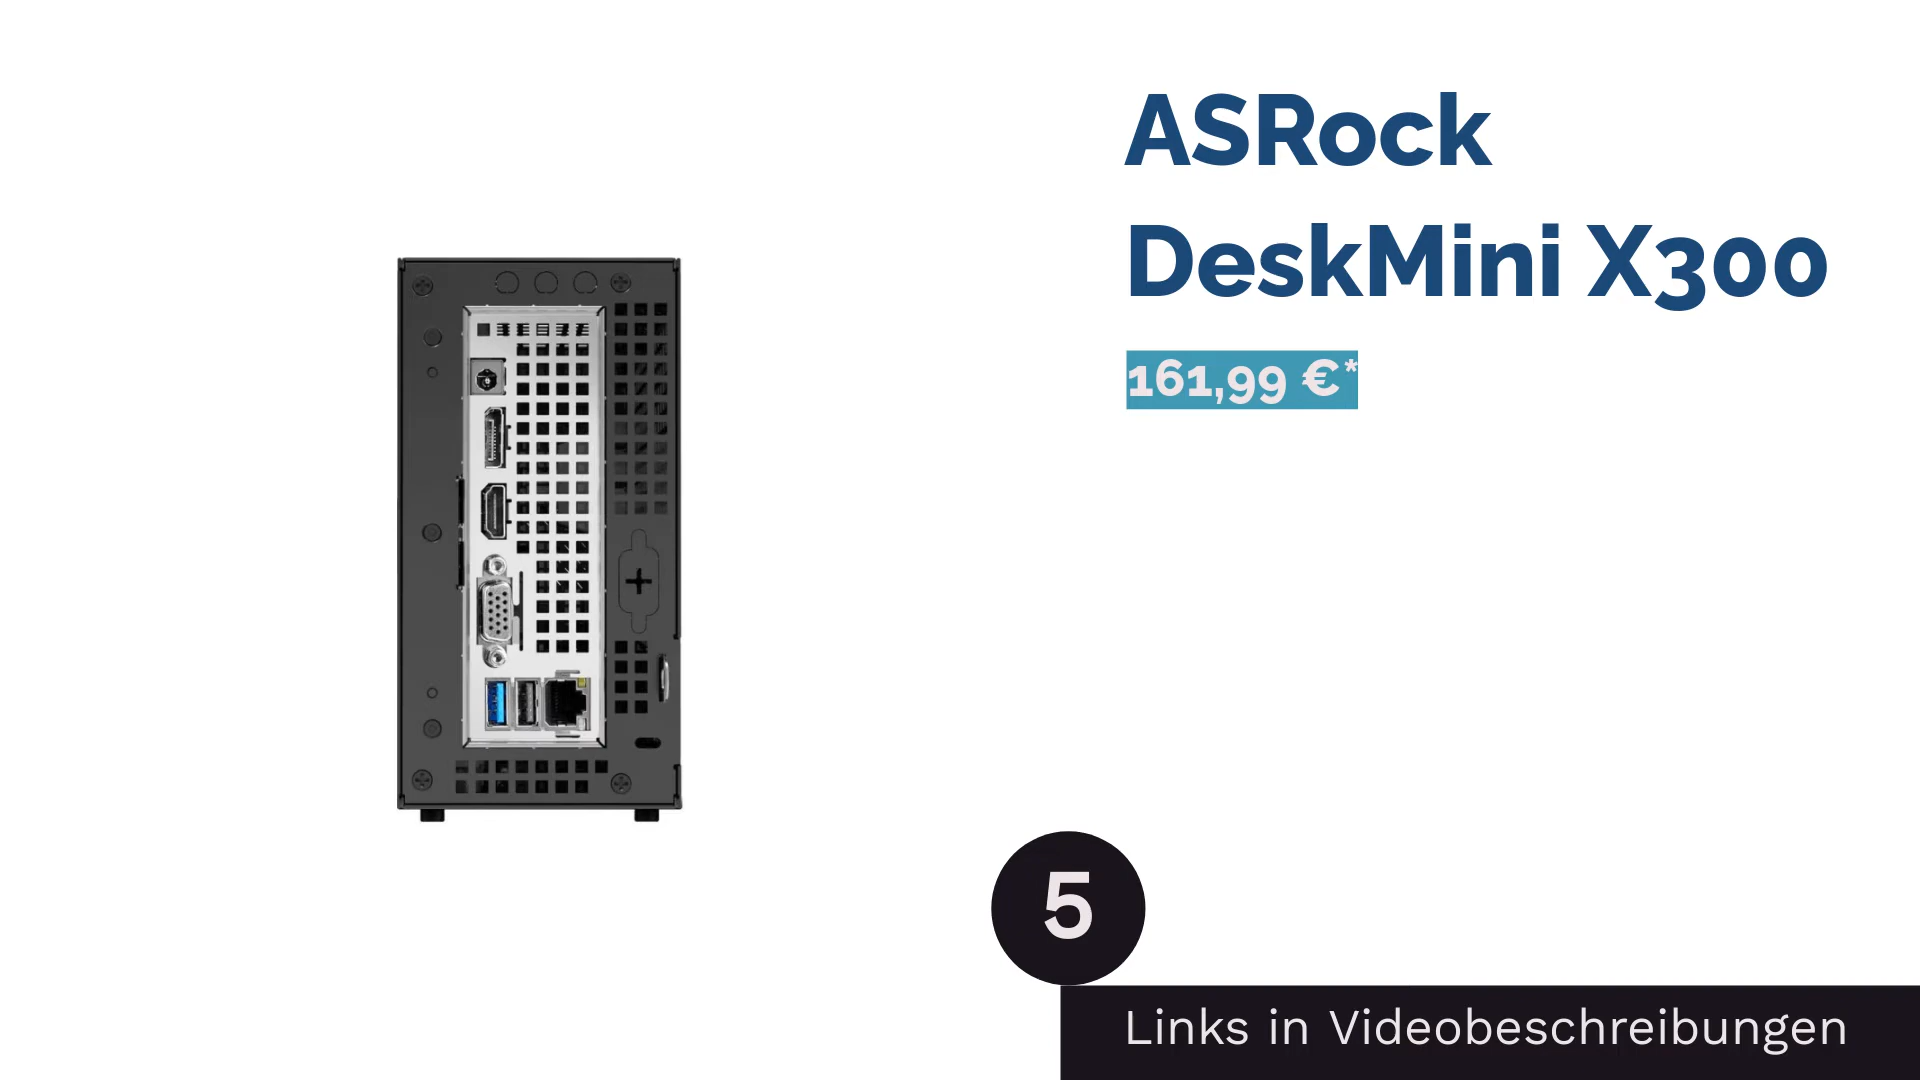 ASRock
DeskMini X300
161,99 €*
5
Links in Videobeschreibungen